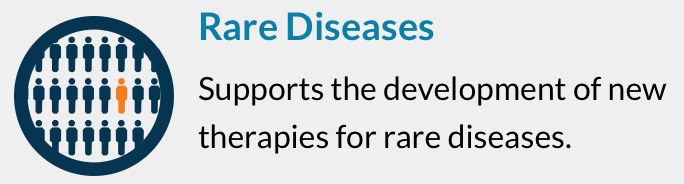 Rare Diseases
Supports the development of new
therapies for rare diseases.